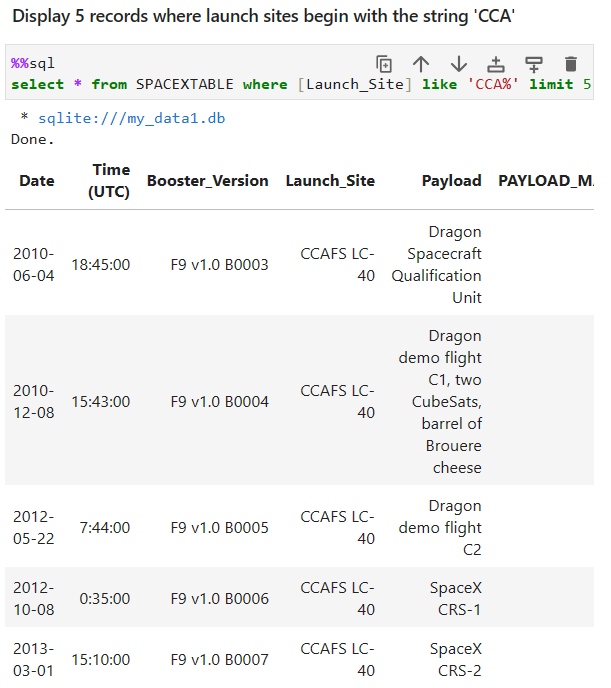 Display 5 records where launch sites begin with the string 'CCA'
%%sql
select * from SPACEXTABLE where [Launch_Site] like 'CCA%' limit 5
* sqlite:///my_data1.db
Done.
Date Time (UTC) Booster_Version Launch_Site Payload PAYLOAD_MA
2010-06-04 18:45:00 F9 v1.0 B0003 CCAFS LC-40 Dragon Spacecraft Qualification Unit
2010-12-08 15:43:00 F9 v1.0 B0004 CCAFS LC-40 Dragon demo flight C1, two CubeSats, barrel of Brouere cheese
2012-05-22 7:44:00 F9 v1.0 B0005 CCAFS LC-40 Dragon demo flight C2
2012-10-08 0:35:00 F9 v1.0 B0006 CCAFS LC-40 SpaceX CRS-1
2013-03-01 15:10:00 F9 v1.0 B0007 CCAFS LC-40 SpaceX CRS-2